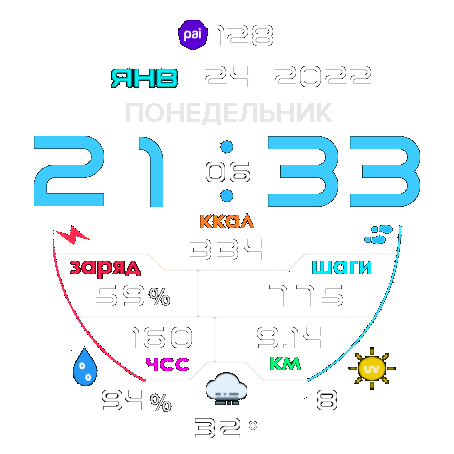 pai 128
ЯНВ 24 2022
ПОНЕДЕЛЬНИК
21:33
06
ккал
334
заряд шаги
59% 775
160 9.14
чсс км
UV
94% 8
32°